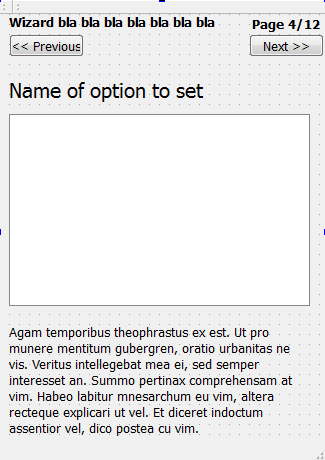 Wizard bla bla bla bla bla bla bla
Page 4/12
<< Previous
Next >>
Name of option to set
Agam temporibus theophrastus ex est. Ut pro
munere mentitum gubergren, oratio urbanitas ne
vis. Veritus intellegebat mea ei, sed semper
interesset an. Summo pertinax comprehensam at
vim. Habeo labitur mnesarchum eu vim, altera
recteque explicari ut vel. Et diceret indoctum
assentior vel, dico postea cu vim.